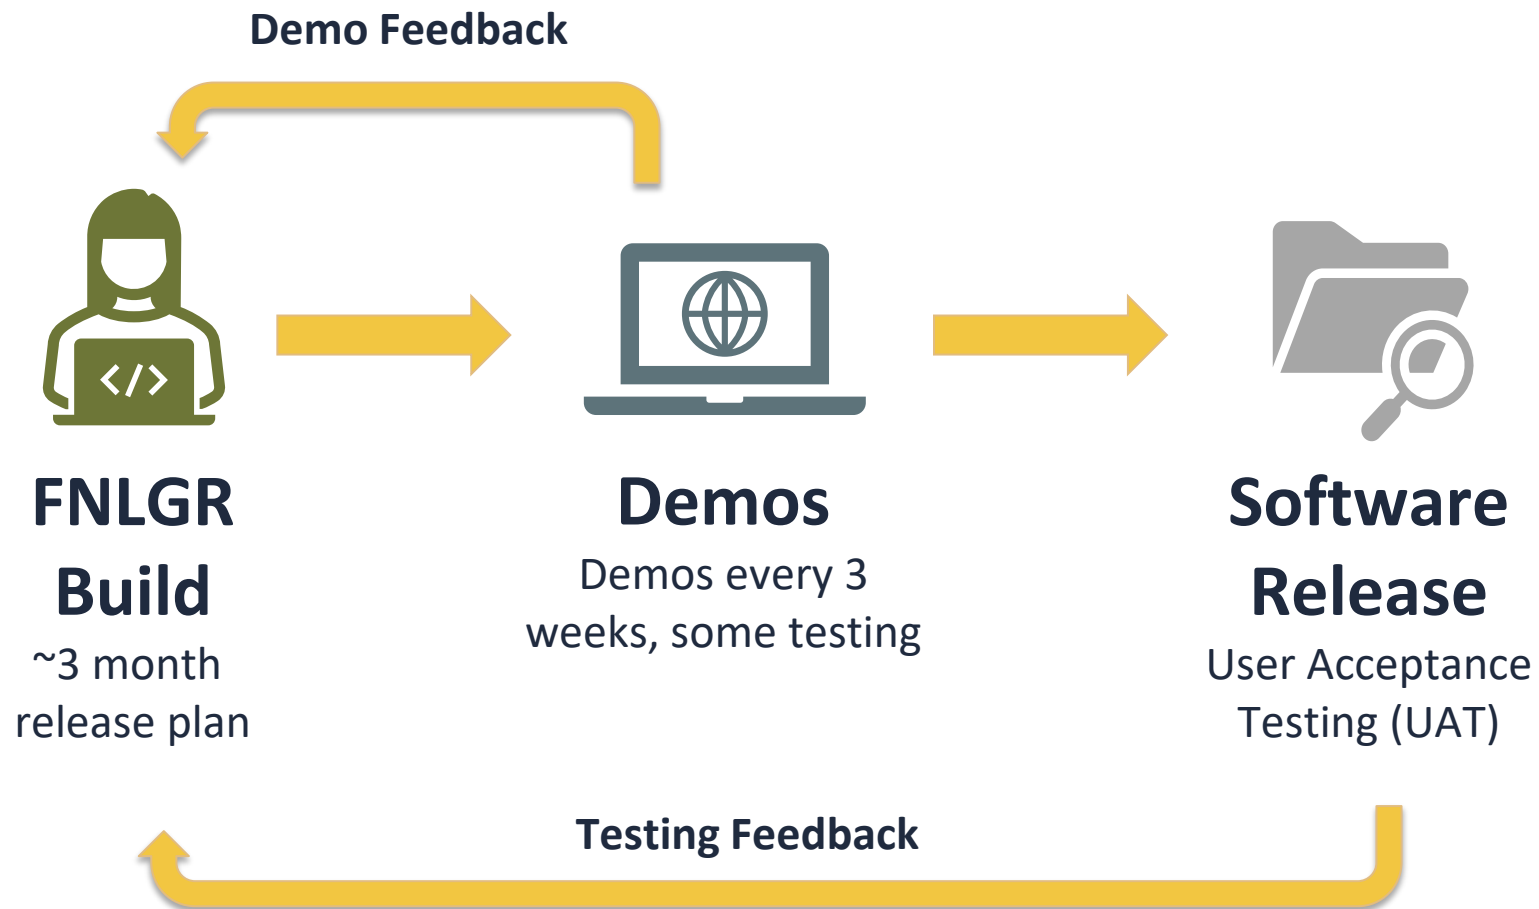 Demo Feedback
</>
FNLGR
Build
~3 month
release plan
Demos
Demos every 3
weeks, some testing
Software
Release
User Acceptance
Testing (UAT)
Testing Feedback